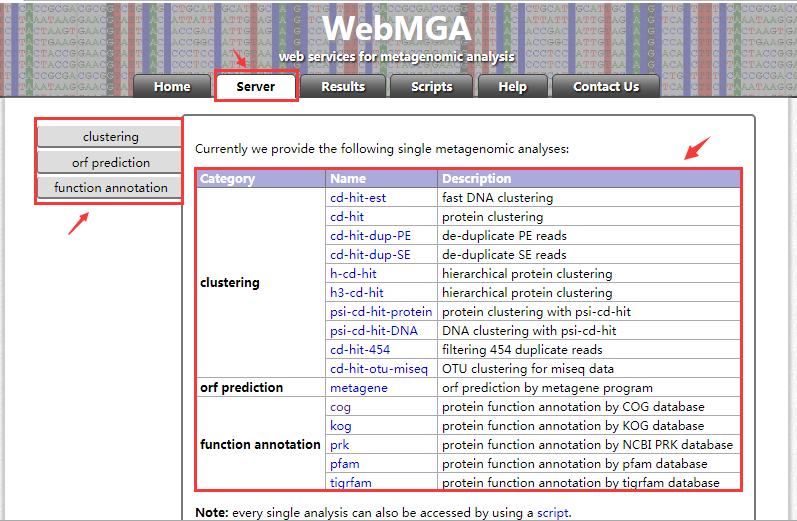 WebMGA
web services for metagenomic analysis
Home Server Results Scripts Help Contact Us
clustering
orf prediction
function annotation
Currently we provide the following single metagenomic analyses:
Category Name Description
clustering
cd-hit-est fast DNA clustering
cd-hit protein clustering
cd-hit-dup-PE de-duplicate PE reads
cd-hit-dup-SE de-duplicate SE reads
h-cd-hit hierarchical protein clustering
h3-cd-hit hierarchical protein clustering
psi-cd-hit-protein protein clustering with psi-cd-hit
psi-cd-hit-DNA DNA clustering with psi-cd-hit
cd-hit-454 filtering 454 duplicate reads
cd-hit-otu-miseq OTU clustering for miseq data
orf prediction metagene orf prediction by metagene program
function annotation
cog protein function annotation by COG database
kog protein function annotation by KOG database
prk protein function annotation by NCBI PRK database
pfam protein function annotation by pfam database
tigrfam protein function annotation by tigrfam database
Note: every single analysis can also be accessed by using a script.